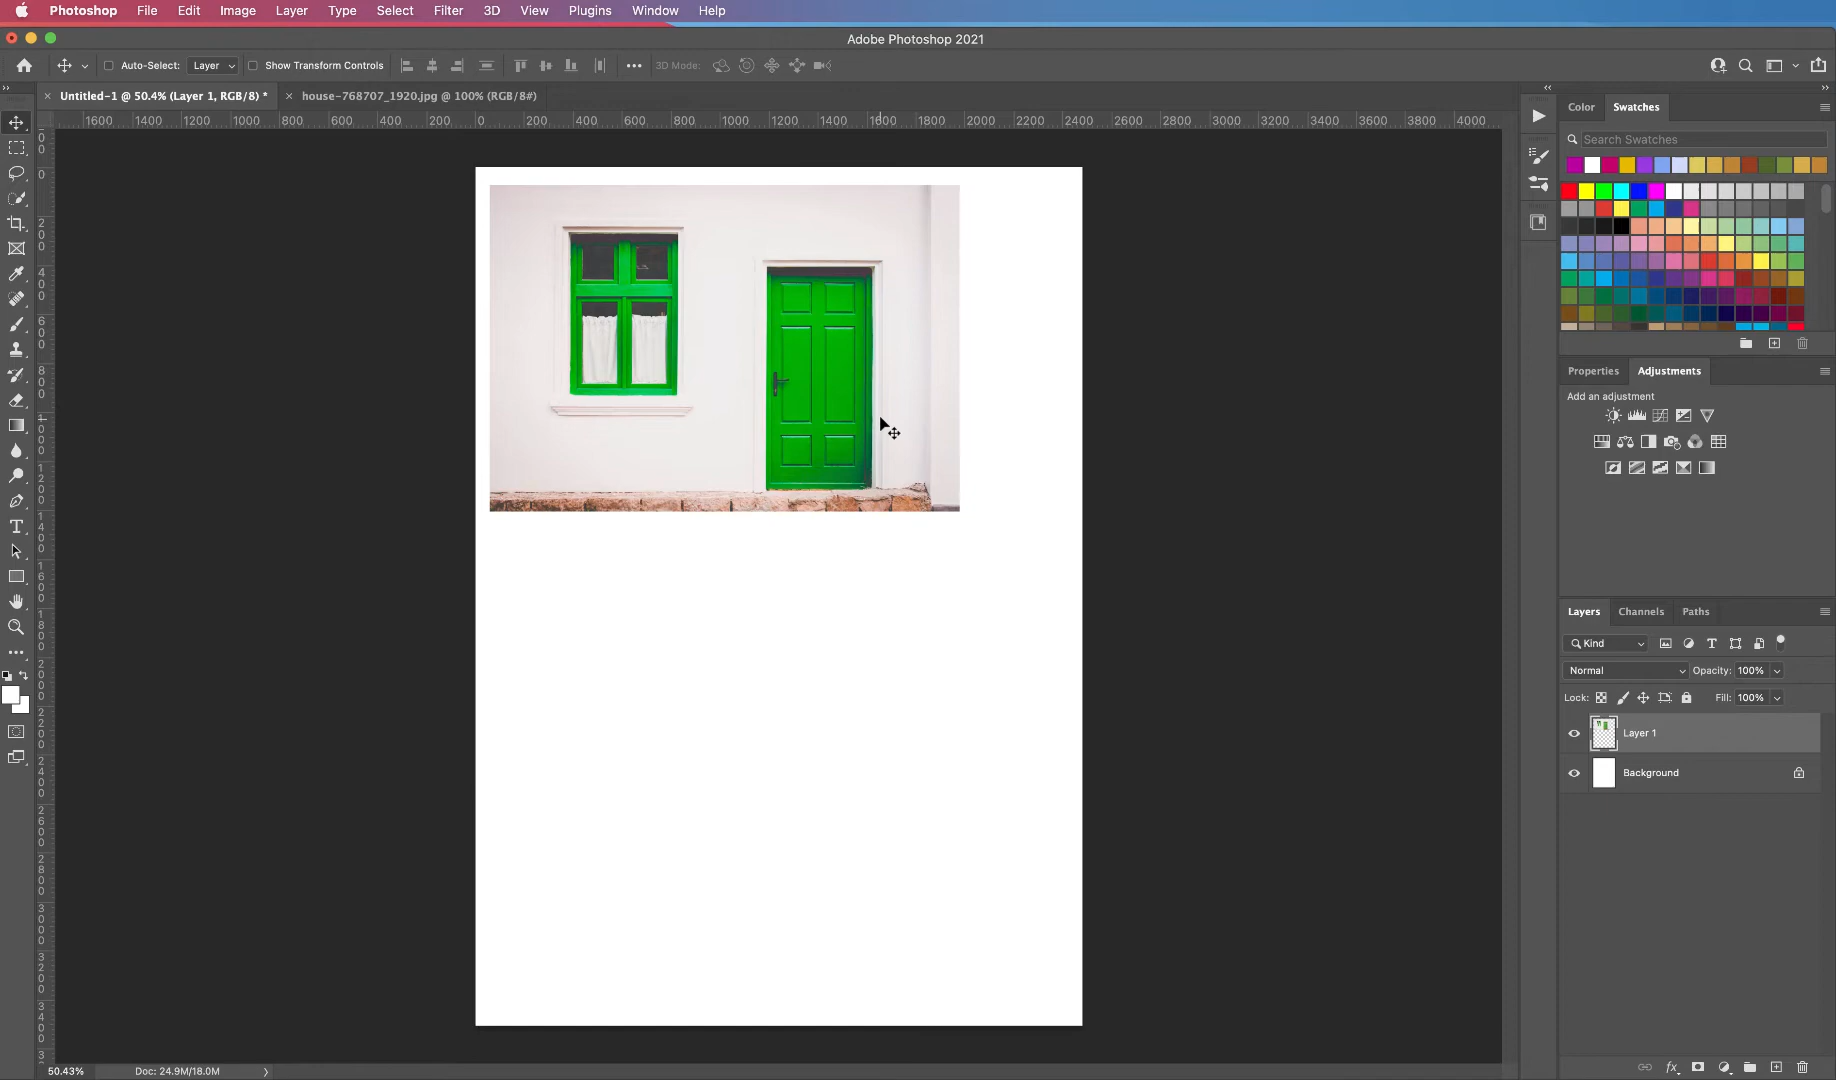 Photoshop File Edit Image Layer Type Select Filter 3D View Plugins Window Help
Adobe Photoshop 2021
Auto-Select: Layer Show Transform Controls 3D Mode:
Untitled-1 @ 50.4% (Layer 1, RGB/8) * house-768707_1920.jpg @ 100% (RGB/8#)
1600 1400 1200 1000 800 600 400 200 0 200 400 600 800 1000 1200 1400 1600 1800 2000 2200 2400 2600 2800 3000 3200 3400 3600 3800 4000
Color Swatches
Search Swatches
Properties Adjustments
Add an adjustment
Layers Channels Paths
Kind
Normal Opacity: 100%
Lock: Fill: 100%
Layer 1
Background
50.43% Doc: 24.9M/18.0M